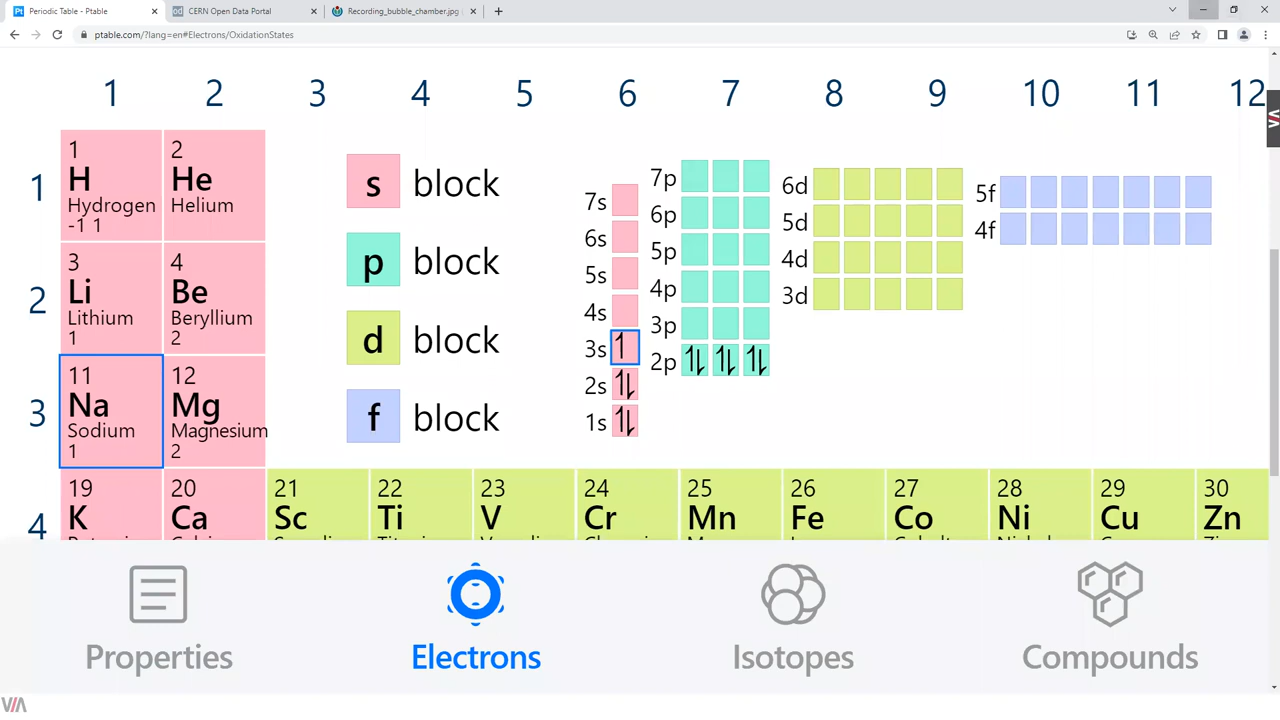 Periodic Table - Ptable
CERN Open Data Portal
Recording_bubble_chamber.jpg
ptable.com/?lang=en#Electrons/OxidationStates
1 2 3 4 5 6 7 8 9 10 11 12
1
1
H
Hydrogen
-1 1
2
He
Helium
2
3
Li
Lithium
1
4
Be
Beryllium
2
3
11
Na
Sodium
1
12
Mg
Magnesium
2
s block
p block
d block
f block
7s
6s
5s
4s
3s
2s
1s
7p
6p
5p
4p
3p
2p
6d
5d
4d
3d
5f
4f
4
19
K
20
Ca
21
Sc
22
Ti
23
V
24
Cr
25
Mn
26
Fe
27
Co
28
Ni
29
Cu
30
Zn
Properties
Electrons
Isotopes
Compounds
VIA